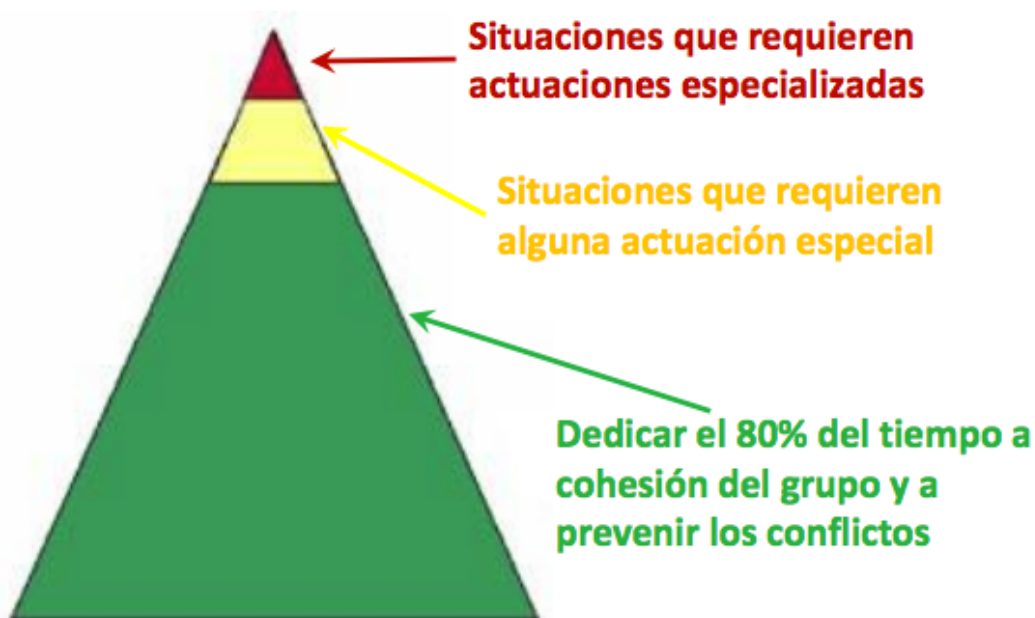 Situaciones que requieren
actuaciones especializadas
Situaciones que requieren
alguna actuación especial
Dedicar el 80% del tiempo a
cohesión del grupo y a
prevenir los conflictos